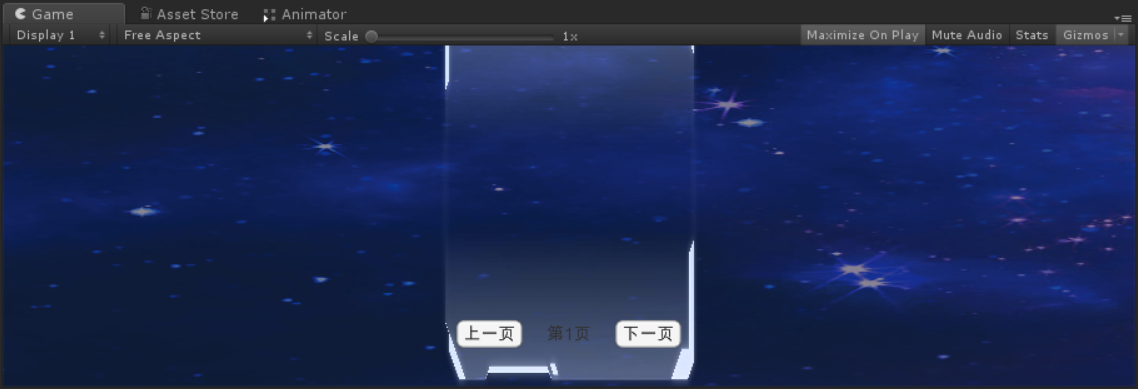 Game Asset Store Animator
Display 1 Free Aspect Scale 1x Maximize On Play Mute Audio Stats Gizmos
上一页 第1页 下一页